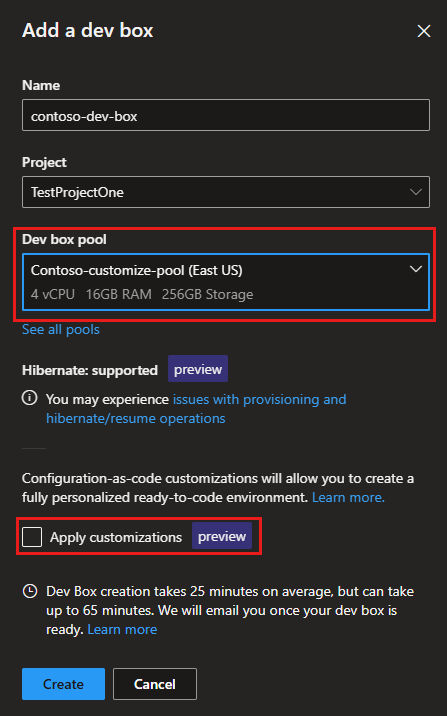 Add a dev box
Name
contoso-dev-box
Project
TestProjectOne
Dev box pool
Contoso-customize-pool (East US)
4 vCPU 16GB RAM 256GB Storage
See all pools
Hibernate: supported preview
You may experience issues with provisioning and
hibernate/resume operations
Configuration-as-code customizations will allow you to create a
fully personalized ready-to-code environment. Learn more.
Apply customizations preview
Dev Box creation takes 25 minutes on average, but can take
up to 65 minutes. We will email you once your dev box is
ready. Learn more
Create Cancel